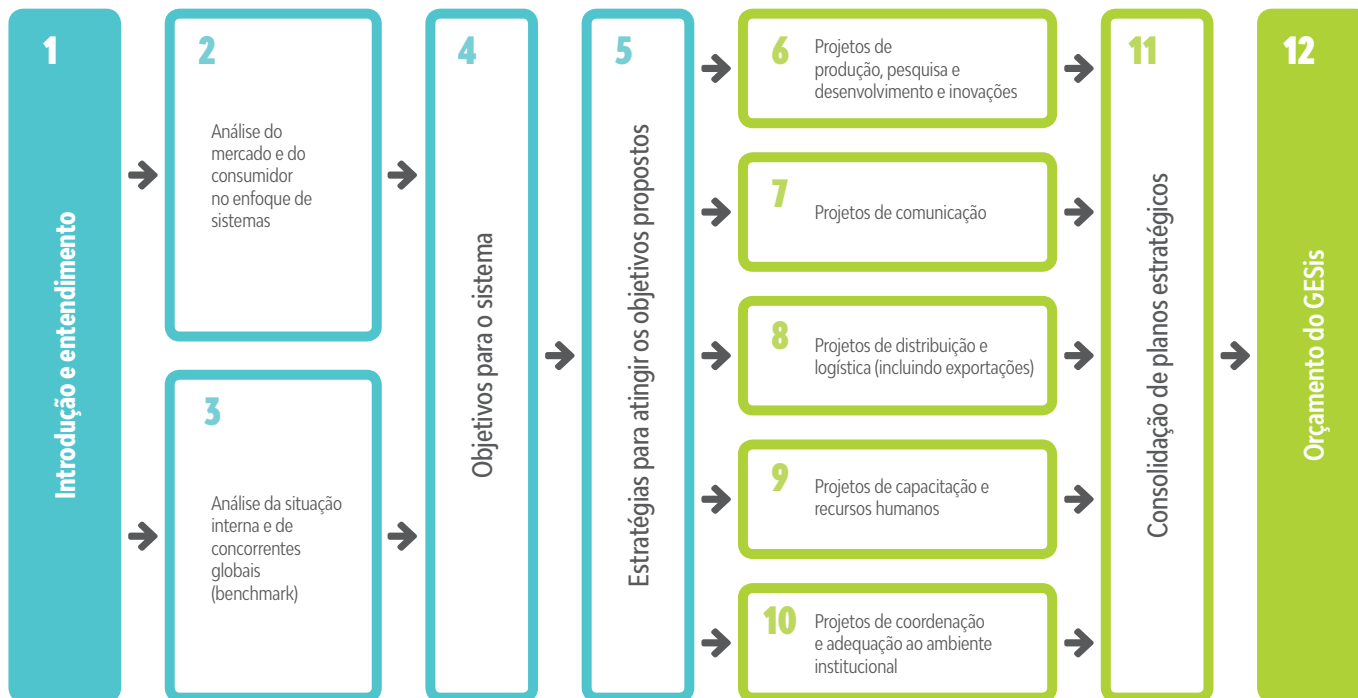 1
Introdução e entendimento
2
Análise do
mercado e do
consumidor
no enfoque de
sistemas
3
Análise da situação
interna e de
concorrentes
globais
(benchmark)
4
Objetivos para o sistema
5
Estratégias para atingir os objetivos propostos
6
Projetos de
produção, pesquisa e
desenvolvimento e inovações
7
Projetos de comunicação
8
Projetos de distribuição e
logística (incluindo exportações)
9
Projetos de capacitação e
recursos humanos
10
Projetos de coordenação
e adequação ao ambiente
institucional
11
Consolidação de planos estratégicos
12
Orçamento do GESis